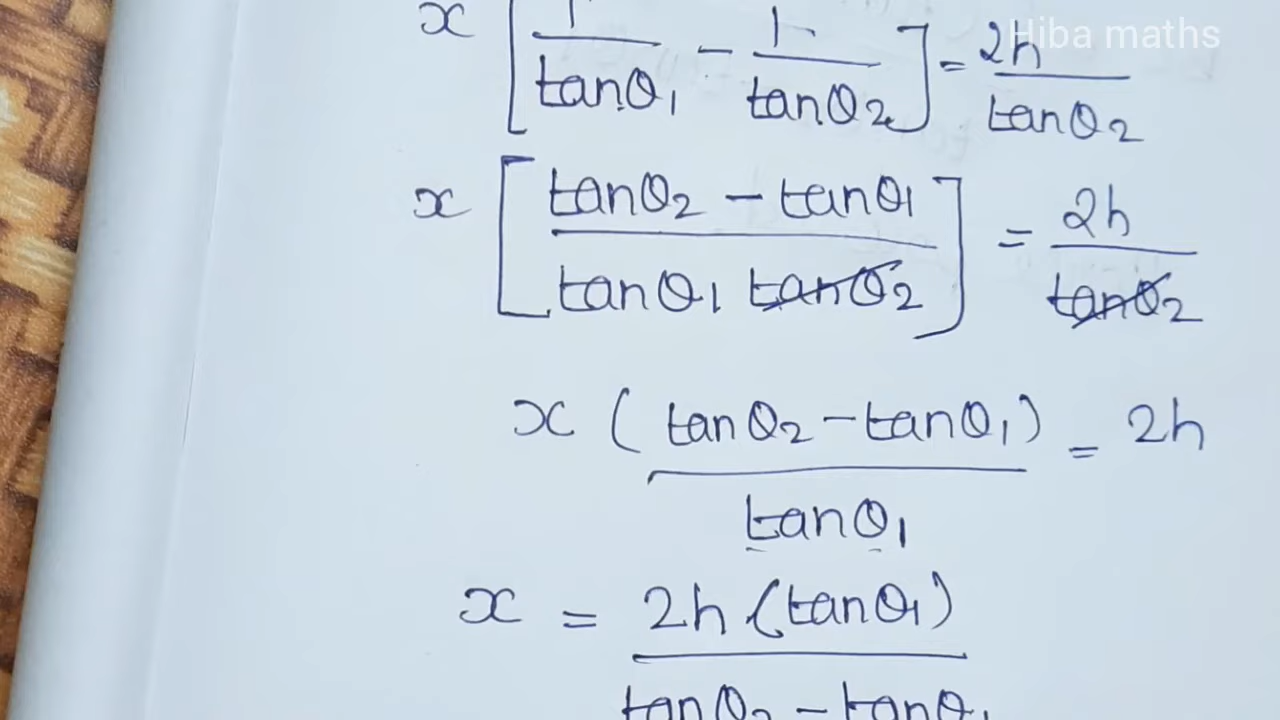 Hiba maths
x [1/tanθ₁ - 1/tanθ₂] = 2h/tanθ₂
x [tanθ₂ - tanθ₁ / tanθ₁ tanθ₂] = 2h/tanθ₂
x (tanθ₂ - tanθ₁) / tanθ₁ = 2h
x = 2h (tanθ₁) / tanθ₂ - tanθ₁